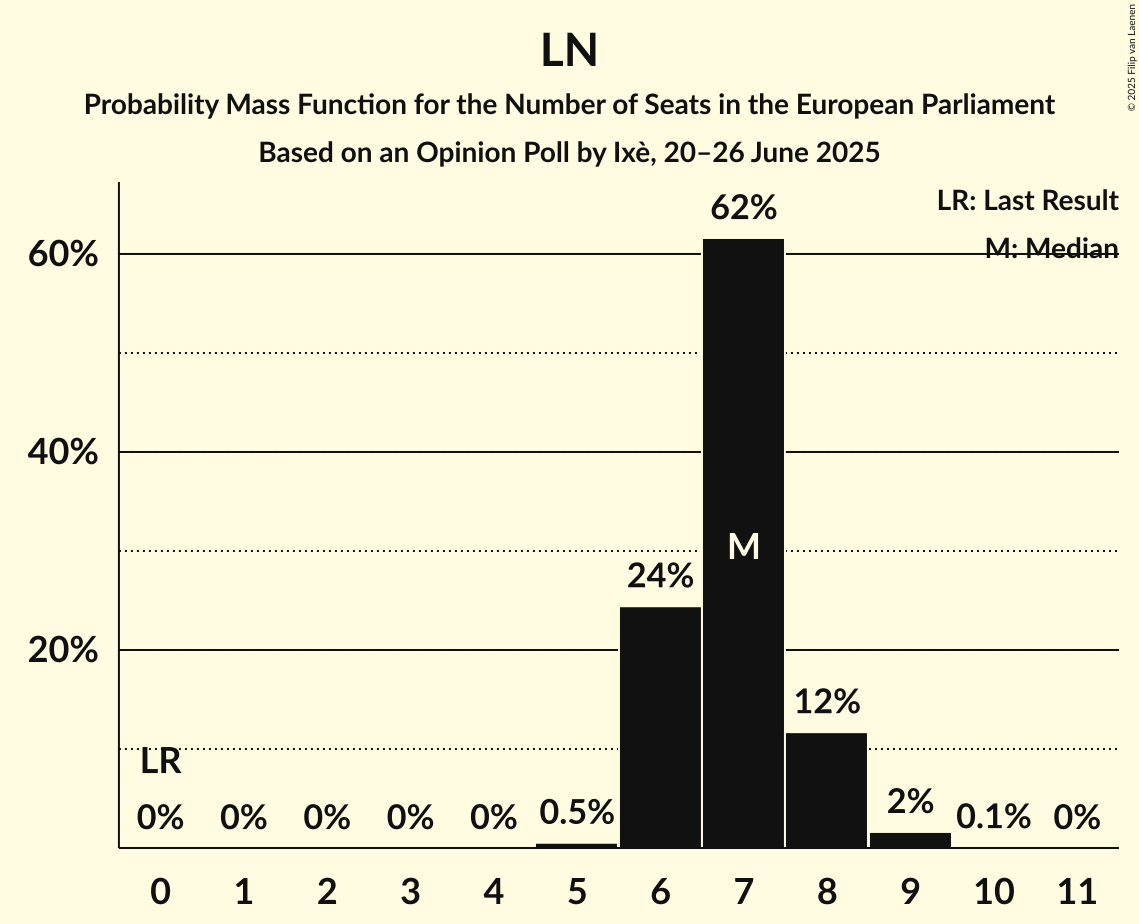 LN
Probability Mass Function for the Number of Seats in the European Parliament
Based on an Opinion Poll by Ixè, 20–26 June 2025
© 2025 Filip van Laenen
LR: Last Result
M: Median
60%
40%
20%
62%
M
24%
12%
LR
0% 0% 0% 0% 0% 0.5% 2% 0.1% 0%
0 1 2 3 4 5 6 7 8 9 10 11